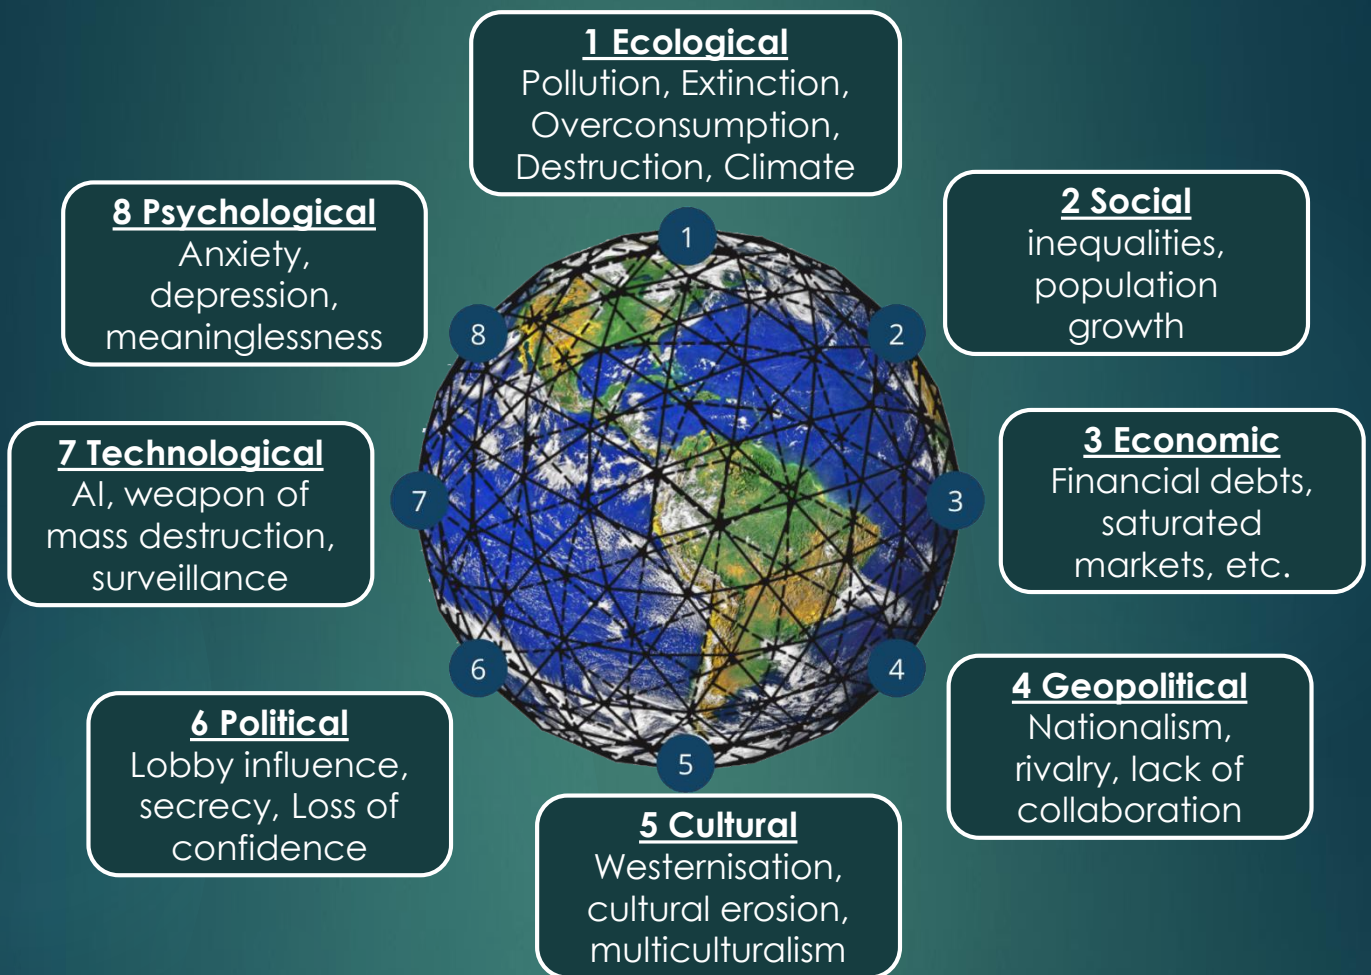 1 Ecological
Pollution, Extinction,
Overconsumption,
Destruction, Climate
2 Social
inequalities,
population
growth
3 Economic
Financial debts,
saturated
markets, etc.
4 Geopolitical
Nationalism,
rivalry, lack of
collaboration
5 Cultural
Westernisation,
cultural erosion,
multiculturalism
6 Political
Lobby influence,
secrecy, Loss of
confidence
7 Technological
AI, weapon of
mass destruction,
surveillance
8 Psychological
Anxiety,
depression,
meaninglessness
1
2
3
4
5
6
7
8